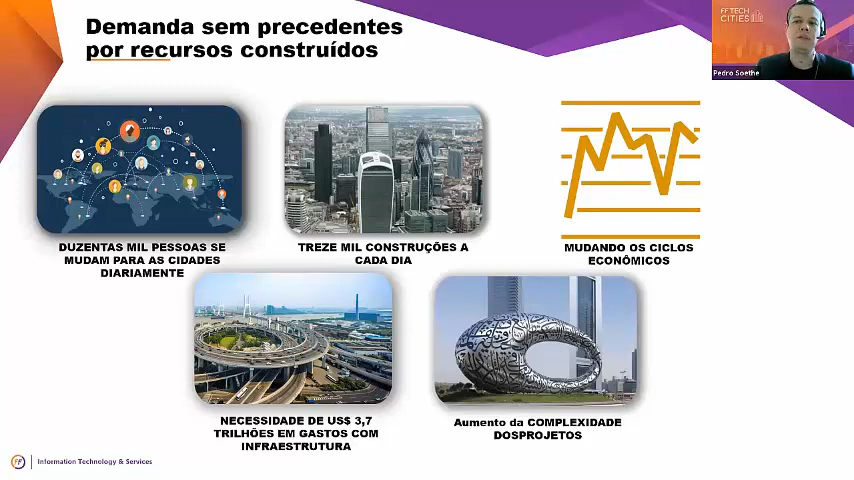 Demanda sem precedentes
por recursos construídos
FF TECH
CITIES
Pedro Soethe
DUZENTAS MIL PESSOAS SE
MUDAM PARA AS CIDADES
DIARIAMENTE
TREZE MIL CONSTRUÇÕES A
CADA DIA
MUDANDO OS CICLOS
ECONÔMICOS
NECESSIDADE DE US$ 3,7
TRILHÕES EM GASTOS COM
INFRAESTRUTURA
Aumento da COMPLEXIDADE
DOSPROJETOS
FF
Information Technology & Services